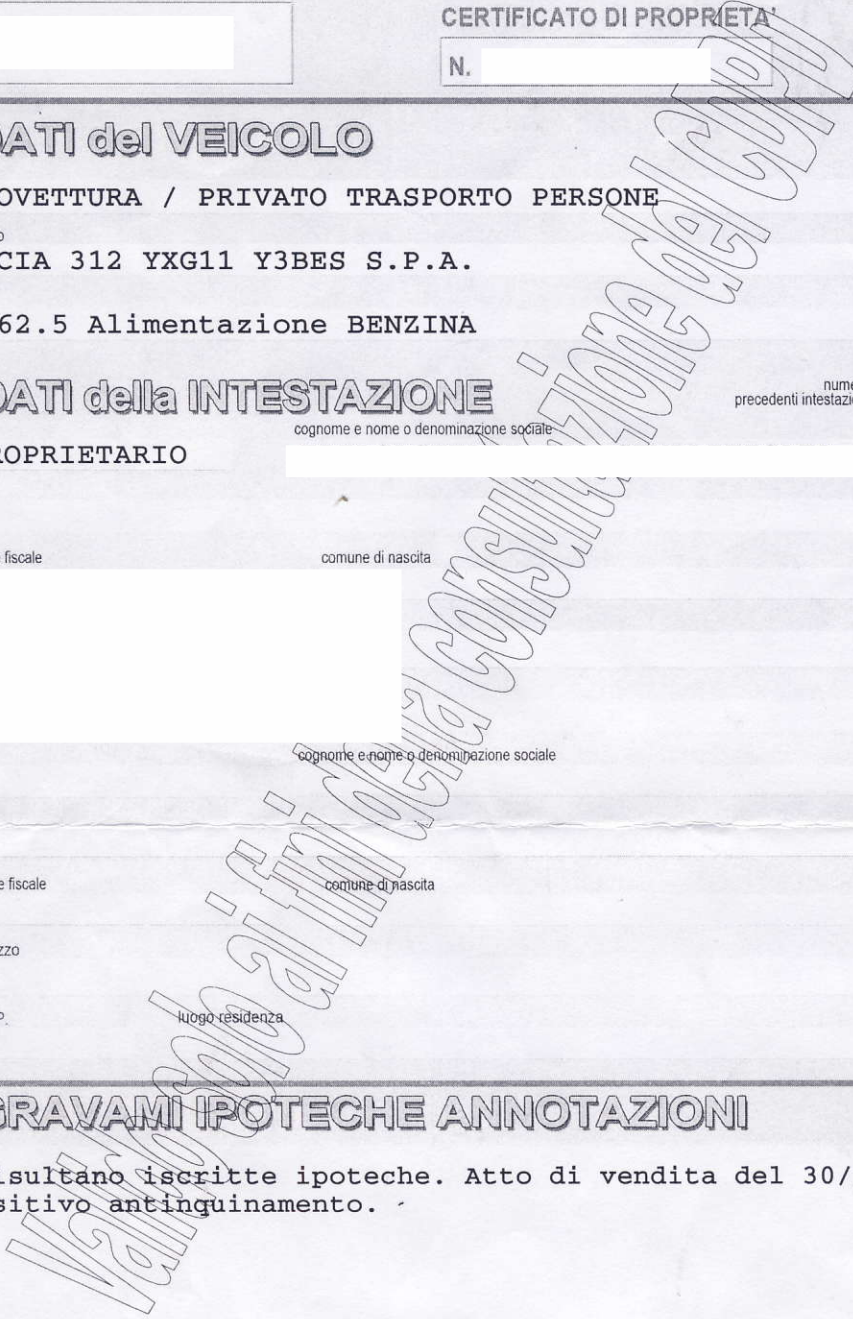 CERTIFICATO DI PROPRIETA'
N.
DATI del VEICOLO
OVETTURA / PRIVATO TRASPORTO PERSONE
o
CIA 312 YXG11 Y3BES S.P.A.
62.5 Alimentazione BENZINA
DATI della INTESTAZIONE
nume
precedenti intestazio
cognome e nome o denominazione sociale
ROPRIETARIO
e fiscale
comune di nascita
cognome e nome o denominazione sociale
e fiscale
comune di nascita
zzo
P.
luogo residenza
GRAVAMI IPOTECHE ANNOTAZIONI
isultano iscritte ipoteche. Atto di vendita del 30/
sitivo antinquinamento.
Valido solo ai fini della consultazione del CDPD